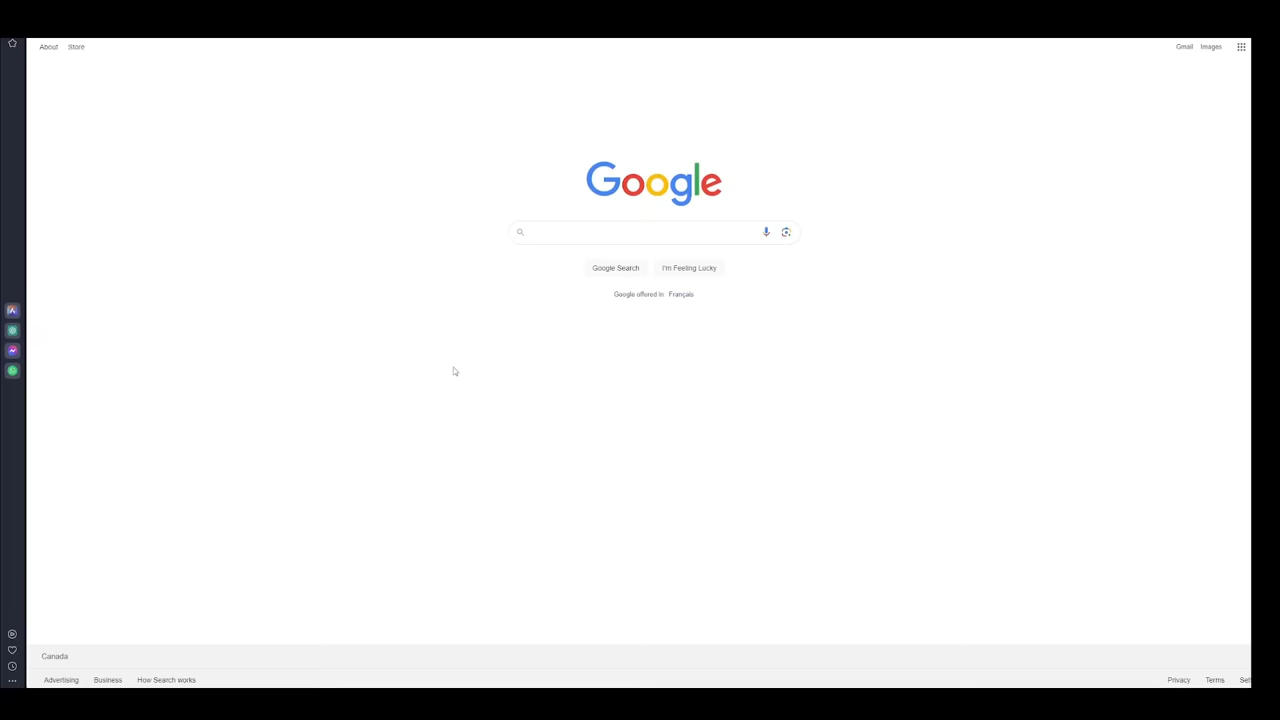 About Store
Gmail Images
Google
Google Search I'm Feeling Lucky
Google offered in Français
Canada
Advertising Business How Search works
Privacy Terms